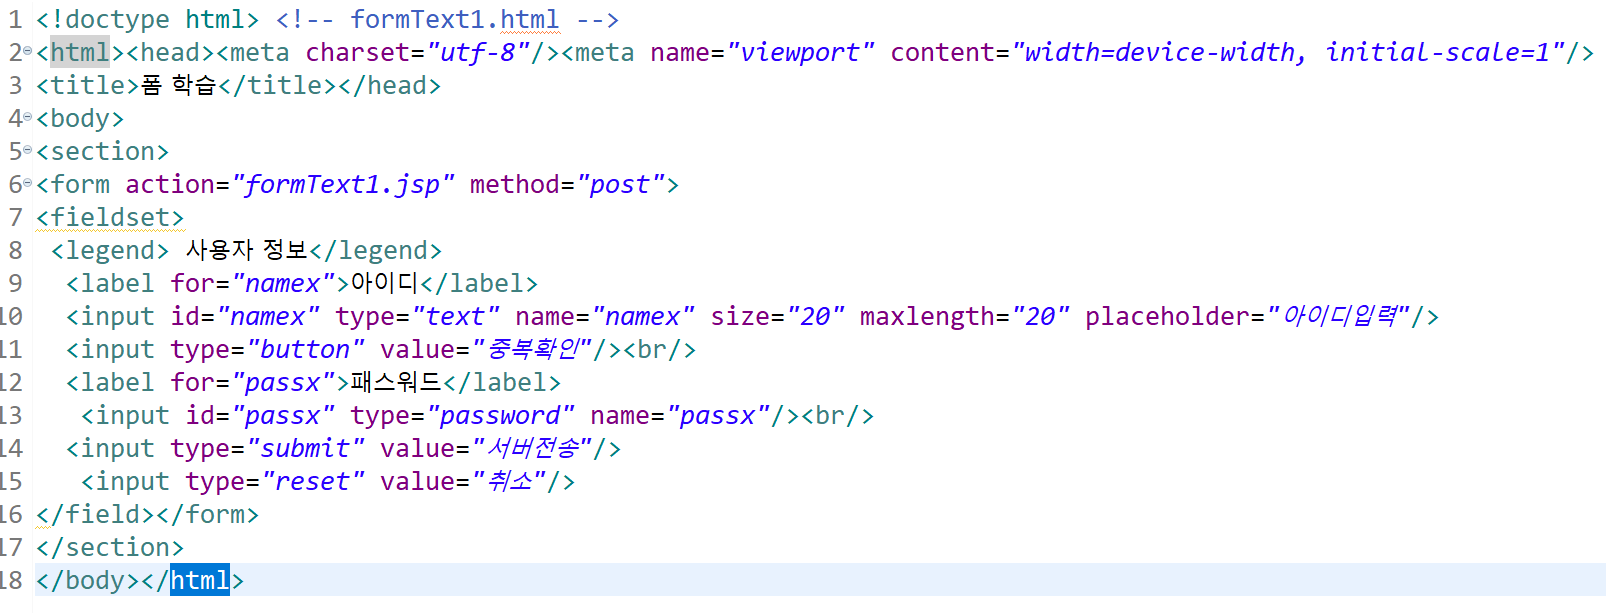 1 <!doctype html> <!-- formText1.html -->
2 <html><head><meta charset="utf-8"/><meta name="viewport" content="width=device-width, initial-scale=1"/>
3 <title>폼 학습</title></head>
4 <body>
5 <section>
6 <form action="formText1.jsp" method="post">
7 <fieldset>
8  <legend> 사용자 정보</legend>
9   <label for="namex">아이디</label>
10   <input id="namex" type="text" name="namex" size="20" maxlength="20" placeholder="아이디입력"/>
11   <input type="button" value="중복확인"/><br/>
12   <label for="passx">패스워드</label>
13    <input id="passx" type="password" name="passx"/><br/>
14   <input type="submit" value="서버전송"/>
15    <input type="reset" value="취소"/>
16 </field></form>
17 </section>
18 </body></html>